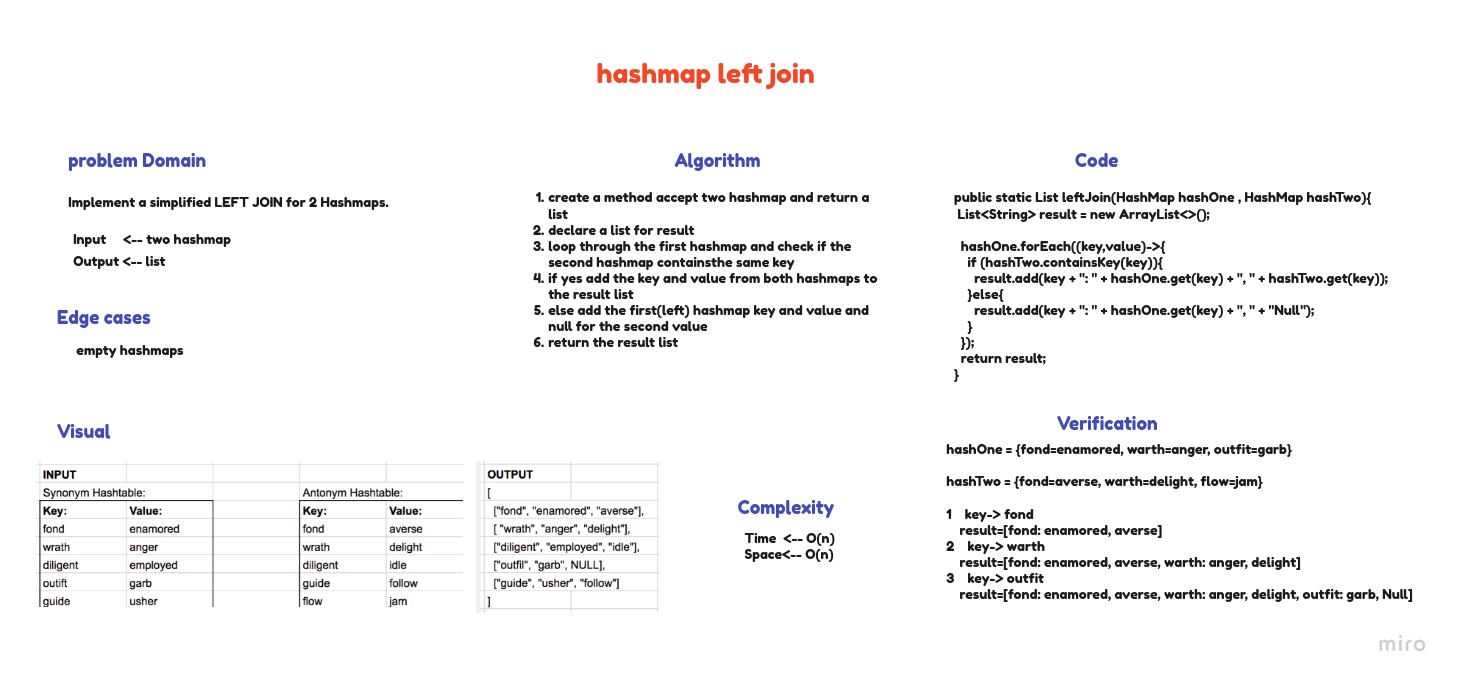 hashmap left join
problem Domain
Implement a simplified LEFT JOIN for 2 Hashmaps.
Input <-- two hashmap
Output <-- list
Edge cases
empty hashmaps
Algorithm
1. create a method accept two hashmap and return a
list
2. declare a list for result
3. loop through the first hashmap and check if the
second hashmap containsthe same key
4. if yes add the key and value from both hashmaps to
the result list
5. else add the first(left) hashmap key and value and
null for the second value
6. return the result list
Code
public static List leftJoin(HashMap hashOne , HashMap hashTwo){
List<String> result = new ArrayList<>();
hashOne.forEach((key,value)->{
if (hashTwo.containsKey(key)){
result.add(key + ": " + hashOne.get(key) + ", " + hashTwo.get(key));
}else{
result.add(key + ": " + hashOne.get(key) + ", " + "Null");
}
});
return result;
}
Visual
INPUT
Synonym Hashtable: Antonym Hashtable:
Key: Value: Key: Value:
fond enamored fond averse
wrath anger wrath delight
diligent employed diligent idle
outift garb guide follow
guide usher flow jam
OUTPUT
[
["fond", "enamored", "averse"],
[ "wrath", "anger", "delight"],
["diligent", "employed", "idle"],
["outfil", "garb", NULL],
["guide", "usher", "follow"]
]
Complexity
Time <-- O(n)
Space<-- O(n)
Verification
hashOne = {fond=enamored, warth=anger, outfit=garb}
hashTwo = {fond=averse, warth=delight, flow=jam}
1 key-> fond
result=[fond: enamored, averse]
2 key-> warth
result=[fond: enamored, averse, warth: anger, delight]
3 key-> outfit
result=[fond: enamored, averse, warth: anger, delight, outfit: garb, Null]
miro